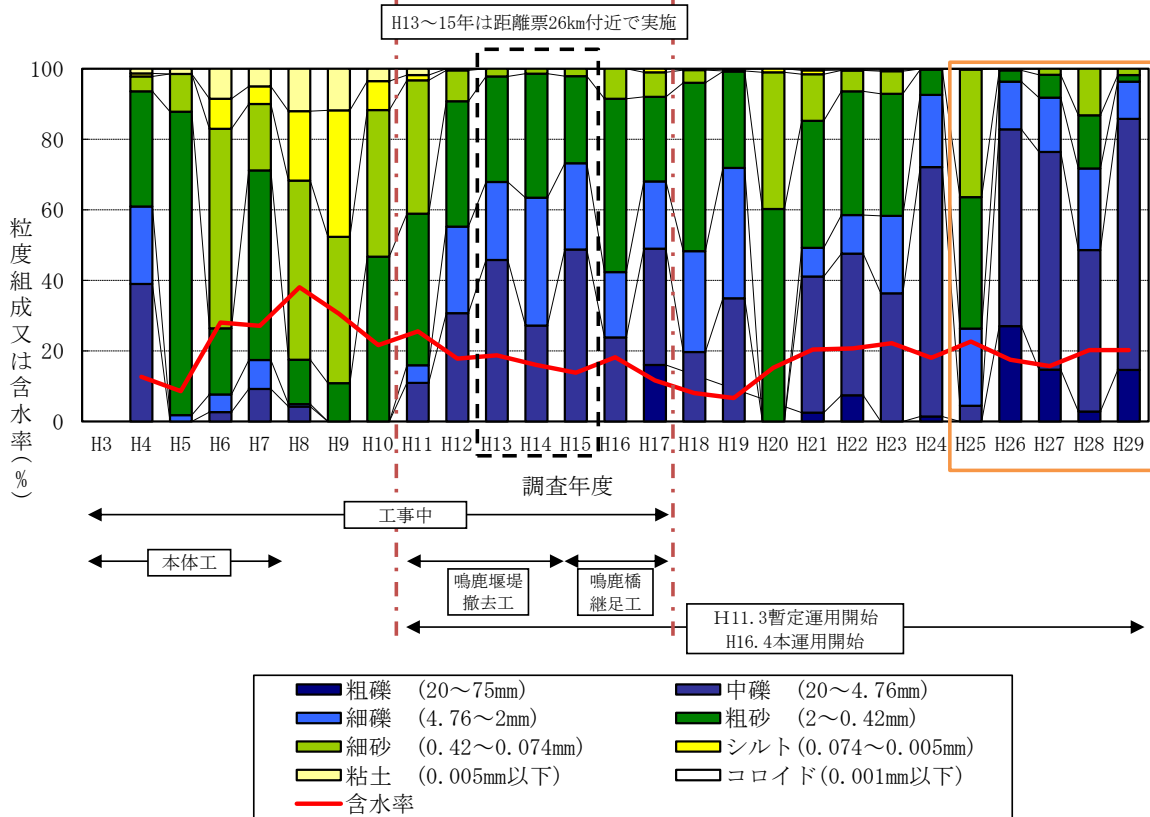 H13～15年は距離票26km付近で実施
100
80
60
40
20
0
粒度組成又は含水率(%)
H3 H4 H5 H6 H7 H8 H9 H10 H11 H12 H13 H14 H15 H16 H17 H18 H19 H20 H21 H22 H23 H24 H25 H26 H27 H28 H29
調査年度
工事中
本体工
鳴鹿堰堤
撤去工
鳴鹿橋
継足工
H11.3暫定運用開始
H16.4本運用開始
粗礫 (20～75mm)
中礫 (20～4.76mm)
細礫 (4.76～2mm)
粗砂 (2～0.42mm)
細砂 (0.42～0.074mm)
シルト(0.074～0.005mm)
粘土 (0.005mm以下)
コロイド(0.001mm以下)
含水率